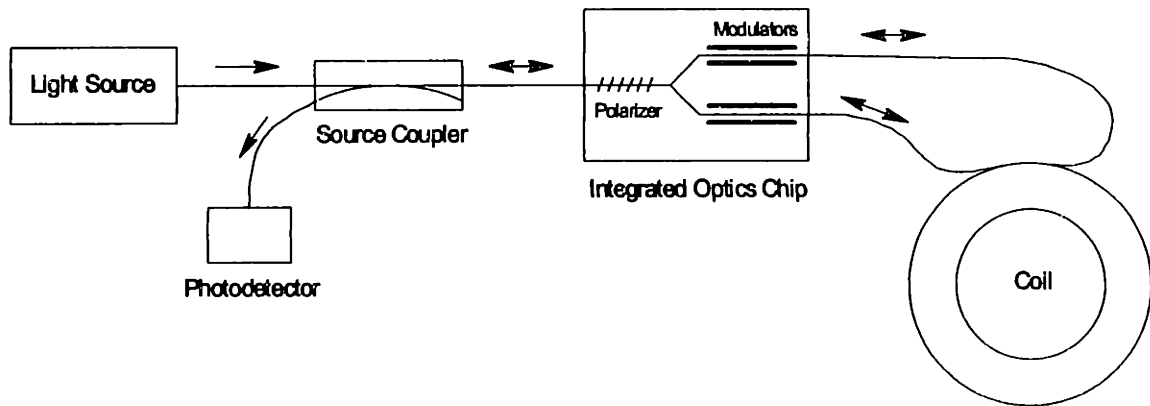 Light Source
Source Coupler
Photodetector
Modulators
Polarizer
Integrated Optics Chip
Coil